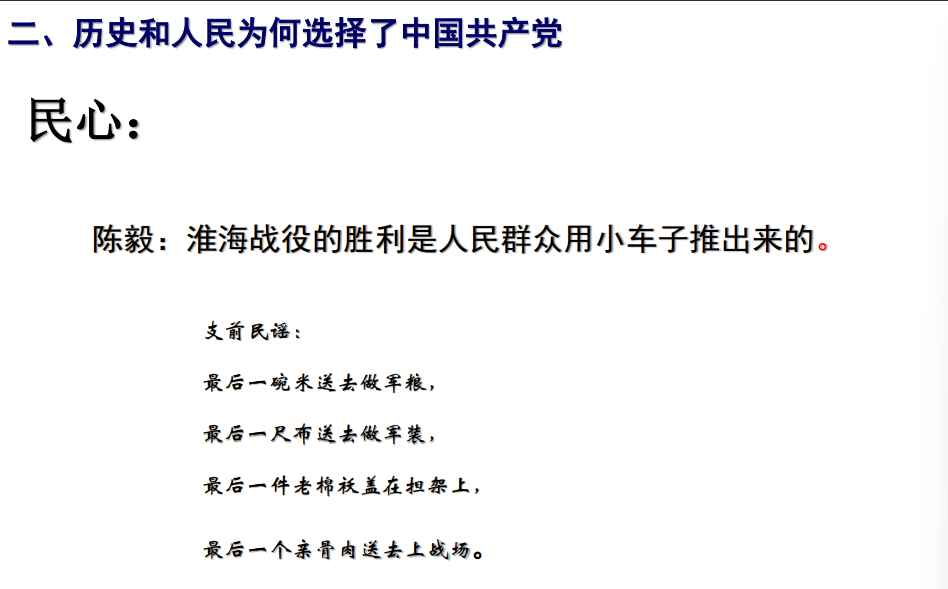 二、历史和人民为何选择了中国共产党
民心：
陈毅：淮海战役的胜利是人民群众用小车子推出来的。
支前民谣：
最后一碗米送去做军粮，
最后一尺布送去做军装，
最后一件老棉袄盖在担架上，
最后一个亲骨肉送去上战场。